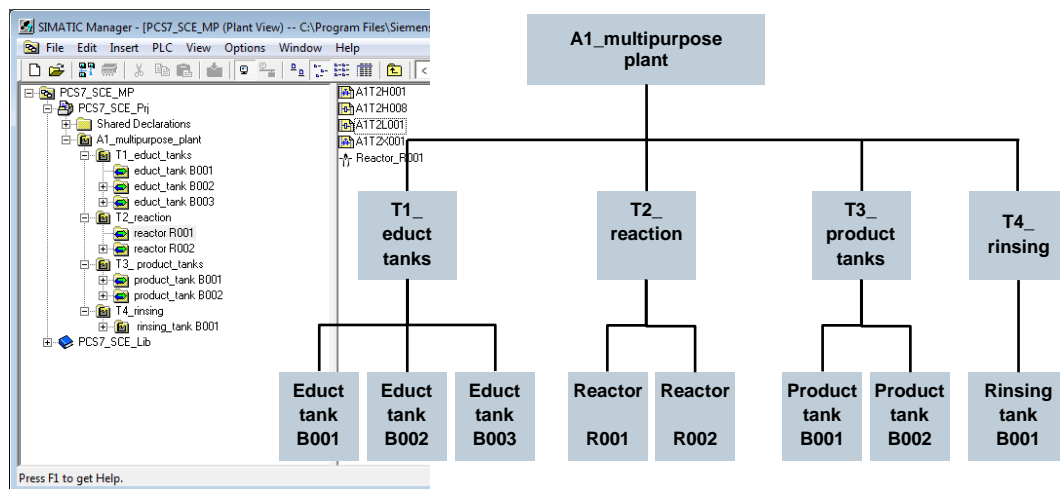 SIMATIC Manager - [PCS7_SCE_MP (Plant View) -- C:\Program Files\Siemens
File Edit Insert PLC View Options Window Help
<
PCS7_SCE_MP
PCS7_SCE_Prj
Shared Declarations
A1_multipurpose_plant
T1_educt_tanks
educt_tank B001
educt_tank B002
educt_tank B003
T2_reaction
reactor R001
reactor R002
T3_ product_tanks
product_tank B001
product_tank B002
T4_rinsing
rinsing_tank B001
PCS7_SCE_Lib
A1T2H001
A1T2H008
A1T2L001
A1T2X001
Reactor_R001
Press F1 to get Help.
A1_multipurpose
plant
T1_
educt
tanks
T2_
reaction
T3_
product
tanks
T4_
rinsing
Educt
tank
B001
Educt
tank
B002
Educt
tank
B003
Reactor
R001
Reactor
R002
Product
tank
B001
Product
tank
B002
Rinsing
tank
B001